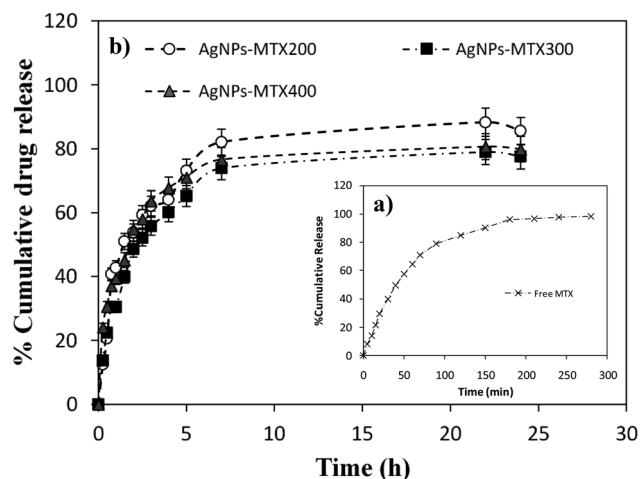 b)
AgNPs-MTX200 AgNPs-MTX300
AgNPs-MTX400
% Cumulative drug release
120
100
80
60
40
20
0
0 5 10 15 20 25 30
Time (h)
a)
%Cumulative Release
120
100
80
60
40
20
0
Free MTX
0 50 100 150 200 250 300
Time (min)